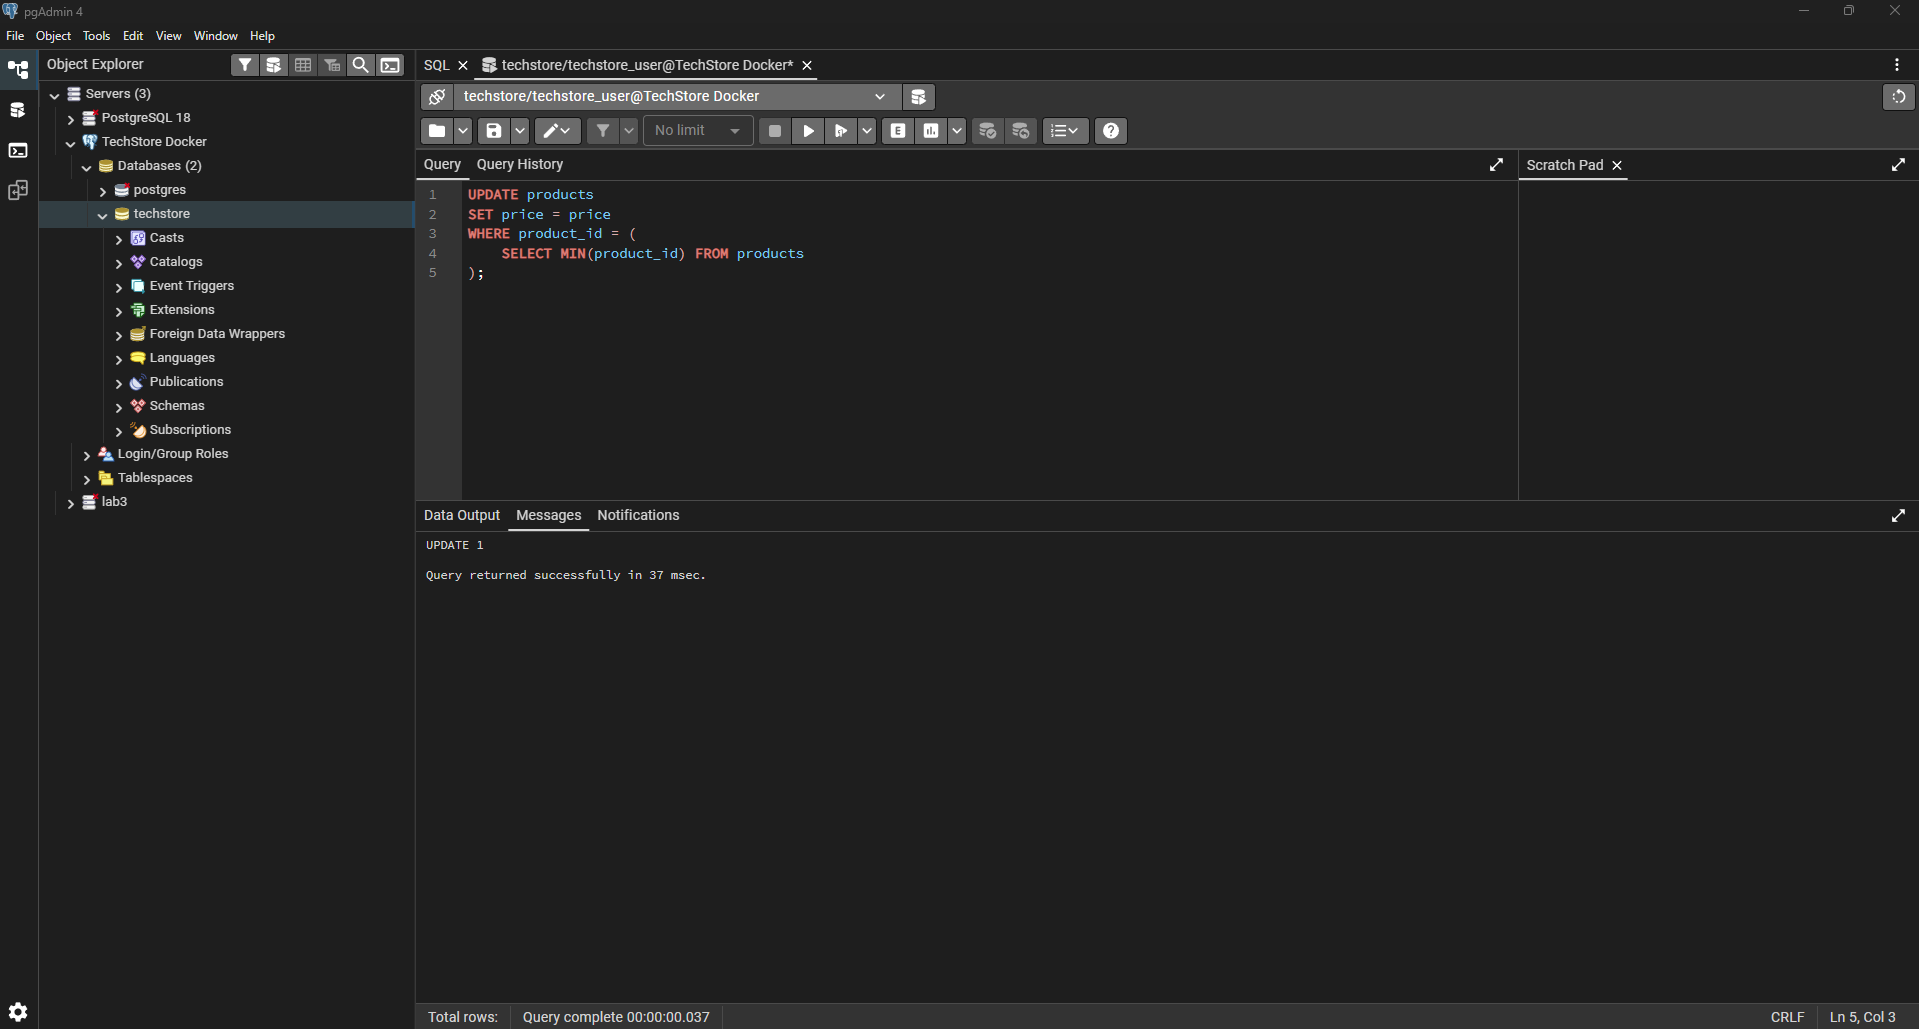 pgAdmin 4
File Object Tools Edit View Window Help
Object Explorer
SQL
techstore/techstore_user@TechStore Docker*
Servers (3)
PostgreSQL 18
TechStore Docker
Databases (2)
postgres
techstore
Casts
Catalogs
Event Triggers
Extensions
Foreign Data Wrappers
Languages
Publications
Schemas
Subscriptions
Login/Group Roles
Tablespaces
lab3
techstore/techstore_user@TechStore Docker
No limit
E
Query Query History
Scratch Pad
1 UPDATE products
2 SET price = price
3 WHERE product_id = (
4 SELECT MIN(product_id) FROM products
5 );
Data Output Messages Notifications
UPDATE 1
Query returned successfully in 37 msec.
Total rows: Query complete 00:00:00.037
CRLF Ln 5, Col 3